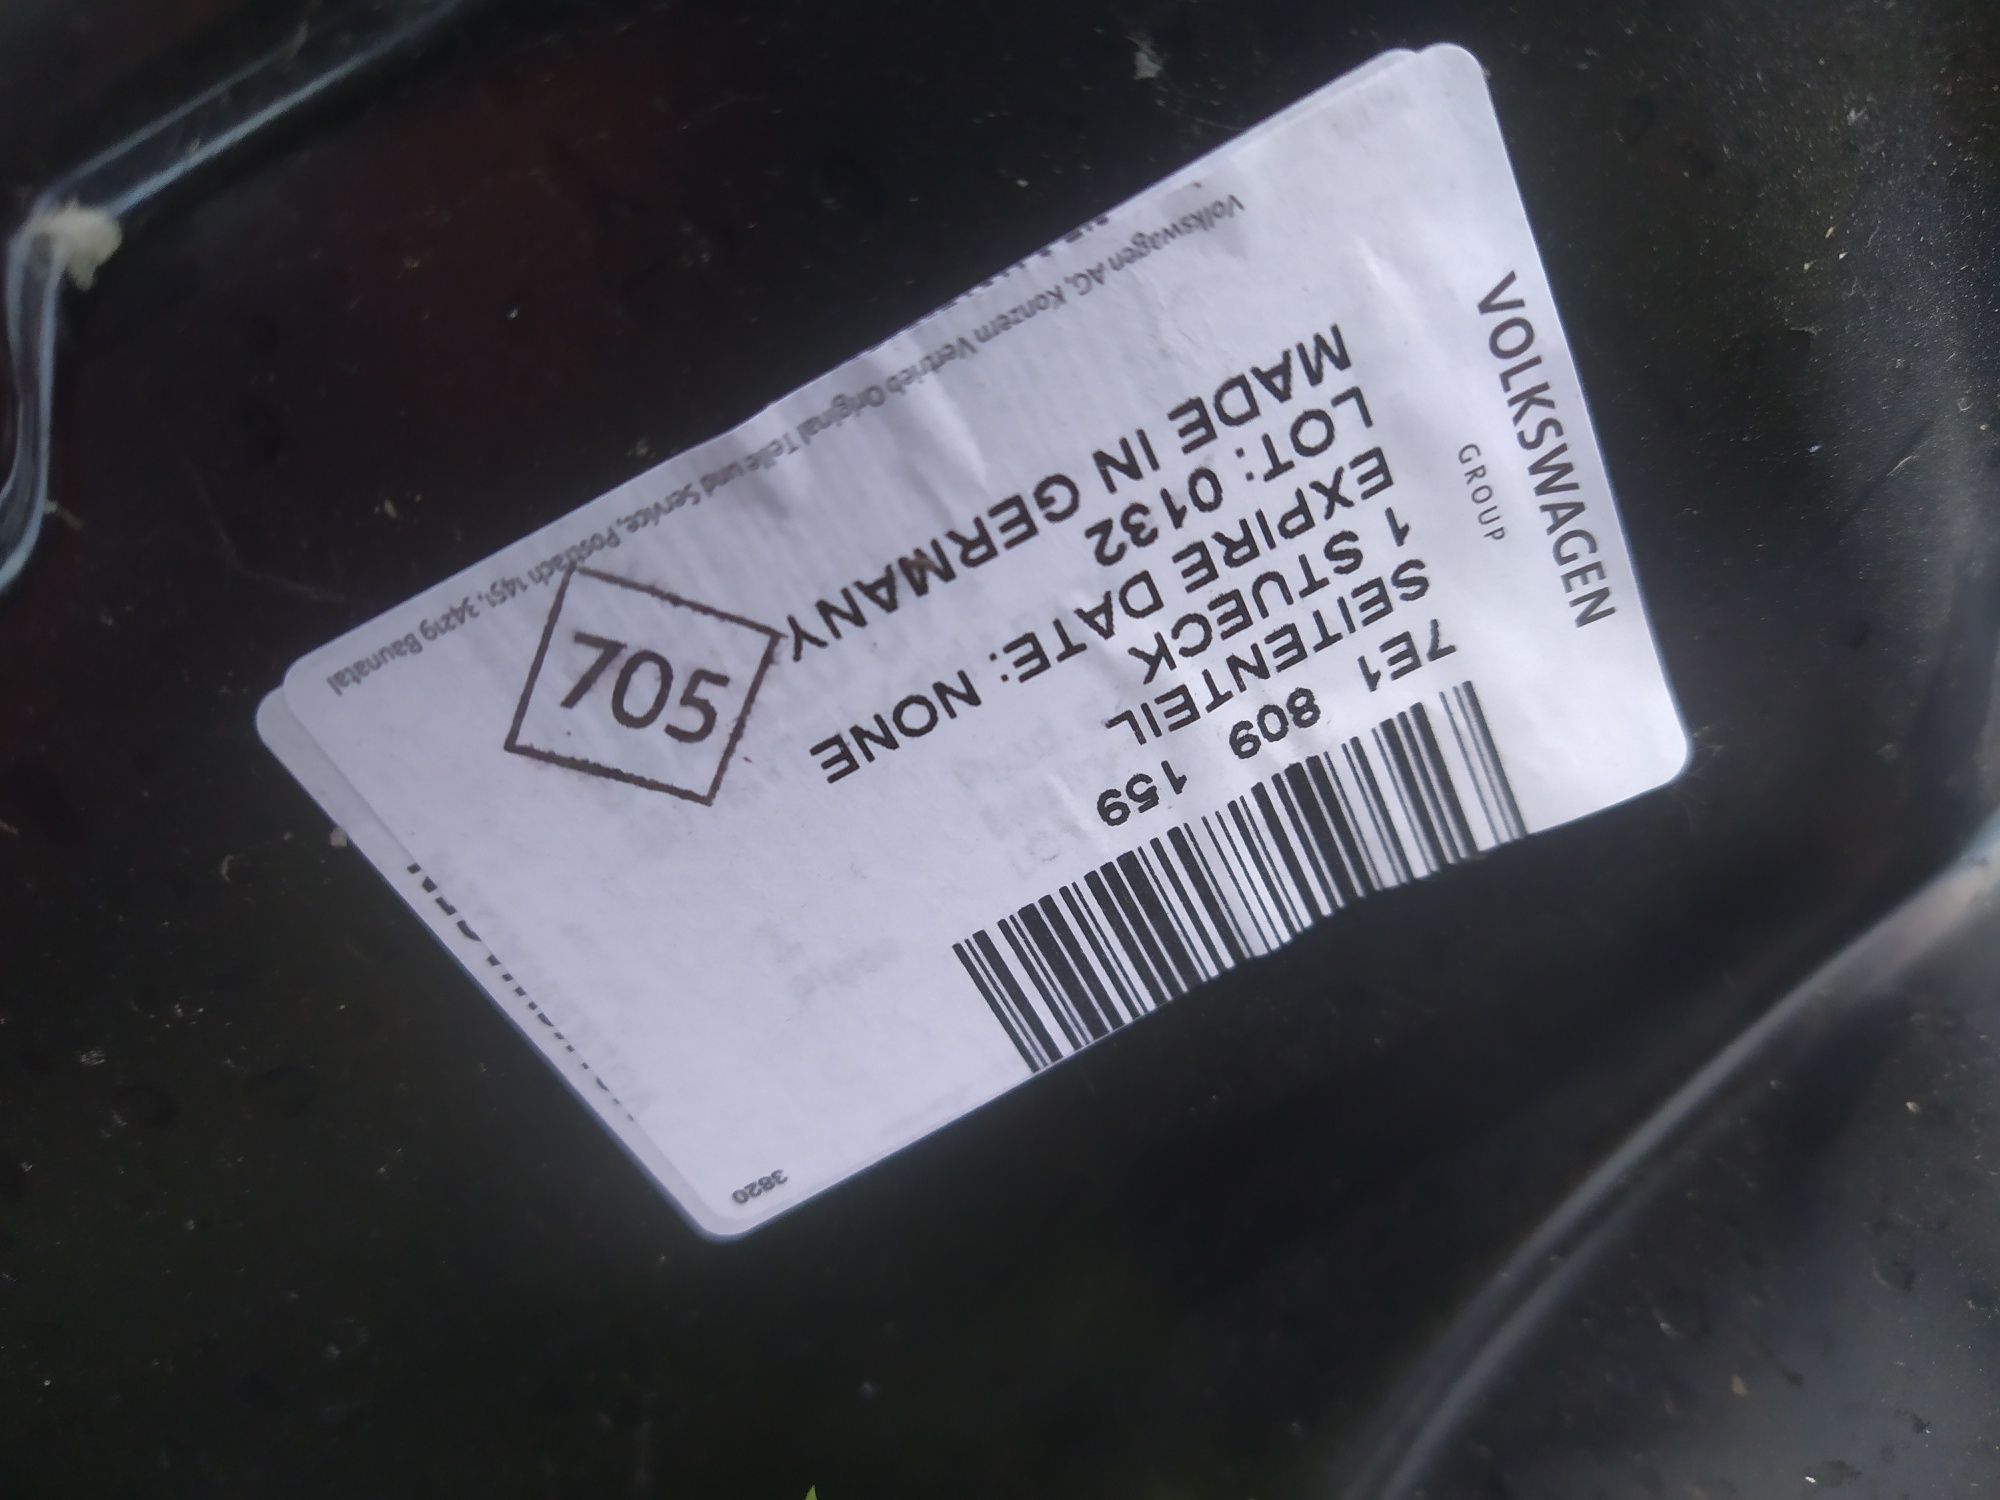 VOLKSWAGEN
GROUP
7E1 809 159
SEITENTEIL
1 STUECK
EXPIRE DATE: NONE
LOT: 0132
MADE IN GERMANY
705
Volkswagen AG, Konzern Vertrieb Original Teile und Service, Postfach 1451, 34219 Baunatal
3820